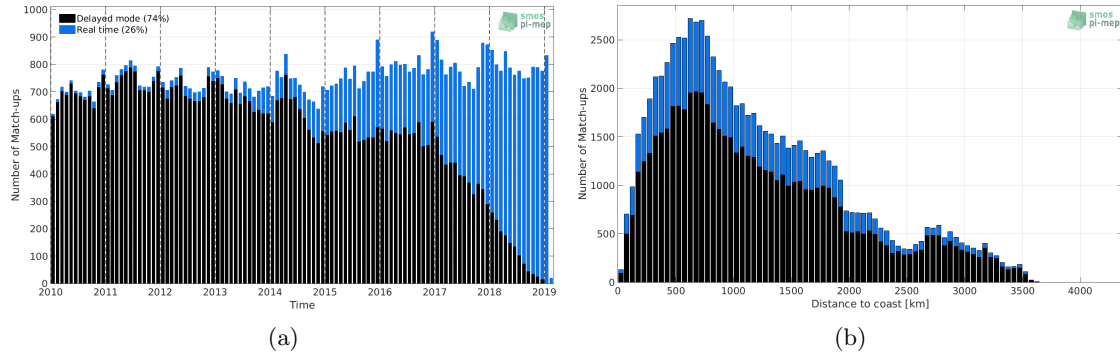 1000
900
800
700
600
500
400
300
200
100
0
Number of Match-ups
Delayed mode (74%)
Real time (26%)
smos
pi-mep
2010 2011 2012 2013 2014 2015 2016 2017 2018 2019
Time
(a)
2500
2000
1500
1000
500
0
Number of Match-ups
smos
pi-mep
0 500 1000 1500 2000 2500 3000 3500 4000
Distance to coast [km]
(b)